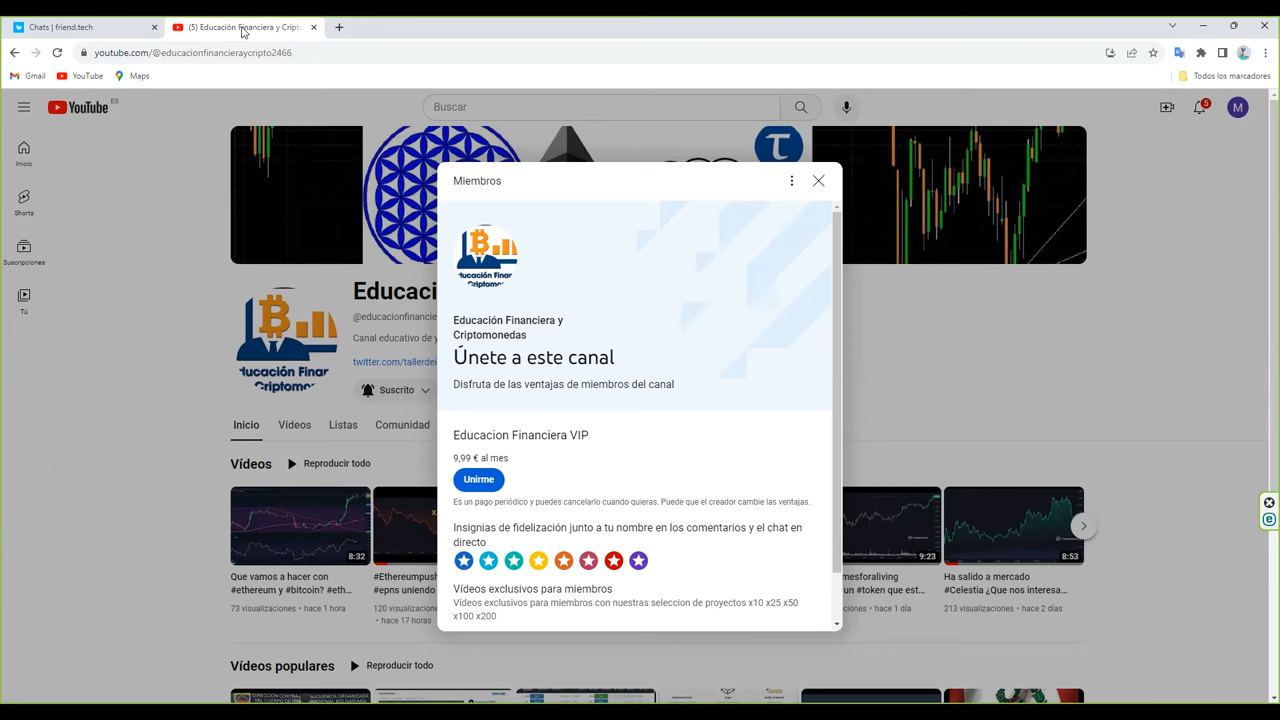 Chats | friend.tech
(5) Educación Financiera y Cripto
youtube.com/@educacionfinancieraycripto2466
Gmail
YouTube
Maps
Todos los marcadores
YouTube ES
Buscar
5
M
Inicio
Shorts
Suscripciones
Tú
Miembros
Educación Financiera y
Criptomonedas
Únete a este canal
Disfruta de las ventajas de miembros del canal
Educacion Financiera VIP
9,99 € al mes
Unirme
Es un pago periódico y puedes cancelarlo cuando quieras. Puede que el creador cambie las ventajas.
Insignias de fidelización junto a tu nombre en los comentarios y el chat en
directo
Vídeos exclusivos para miembros
Vídeos exclusivos para miembros con nuestras seleccion de proyectos x10 x25 x50
x100 x200
Educaci
@educacionfinancie
Canal educativo de y
twitter.com/tallerdei
Suscrito
ducación Finar
Criptomor
Inicio
Vídeos
Listas
Comunidad
Vídeos
Reproducir todo
8:32
9:23
8:53
Que vamos a hacer con
#ethereum y #bitcoin? #eth...
73 visualizaciones · hace 1 hora
#Ethereumpush
#epns uniendo
120 visualizacione
hace 17 horas
mesforaliving
un #token que est...
hace 1 día
Ha salido a mercado
#Celestia ¿Que nos interesa...
213 visualizaciones · hace 2 días
Vídeos populares
Reproducir todo